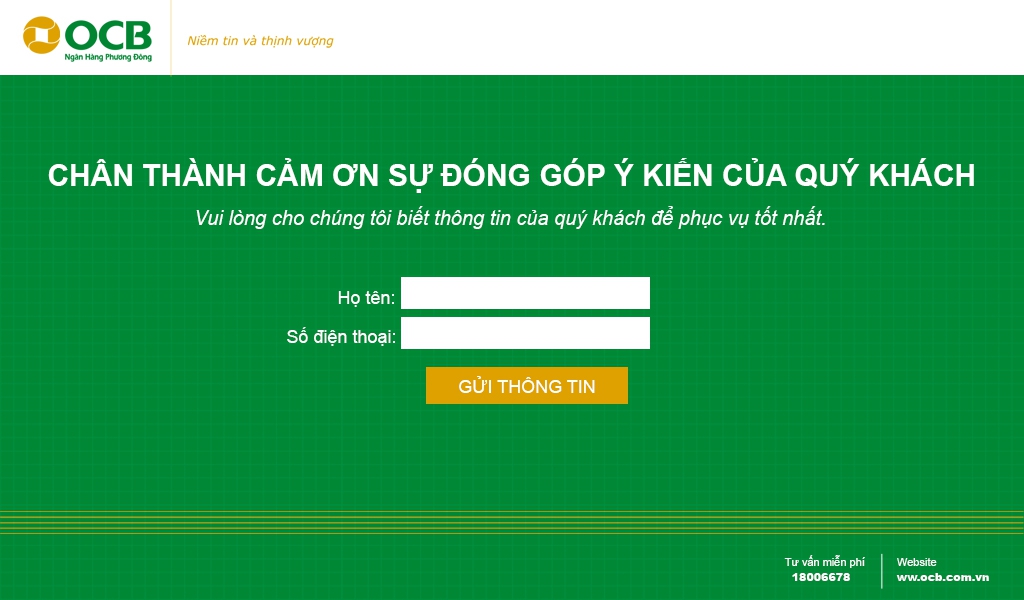 OCB
Ngân Hàng Phương Đông
Niềm tin và thịnh vượng
CHÂN THÀNH CẢM ƠN SỰ ĐÓNG GÓP Ý KIẾN CỦA QUÝ KHÁCH
Vui lòng cho chúng tôi biết thông tin của quý khách để phục vụ tốt nhất.
Họ tên:
Số điện thoại:
GỬI THÔNG TIN
Tư vấn miễn phí
18006678
Website
ww.ocb.com.vn